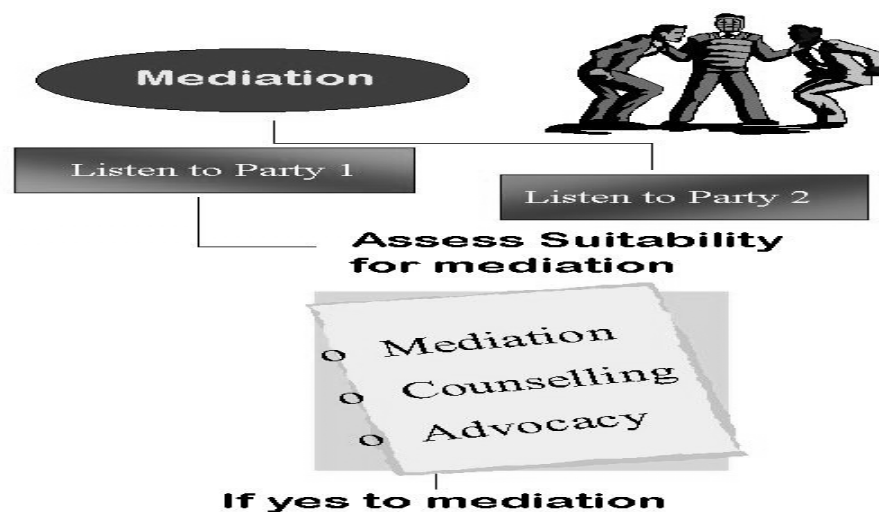 Mediation
Listen to Party 1
Listen to Party 2
Assess Suitability
for mediation
o Mediation
o Counselling
o Advocacy
If yes to mediation